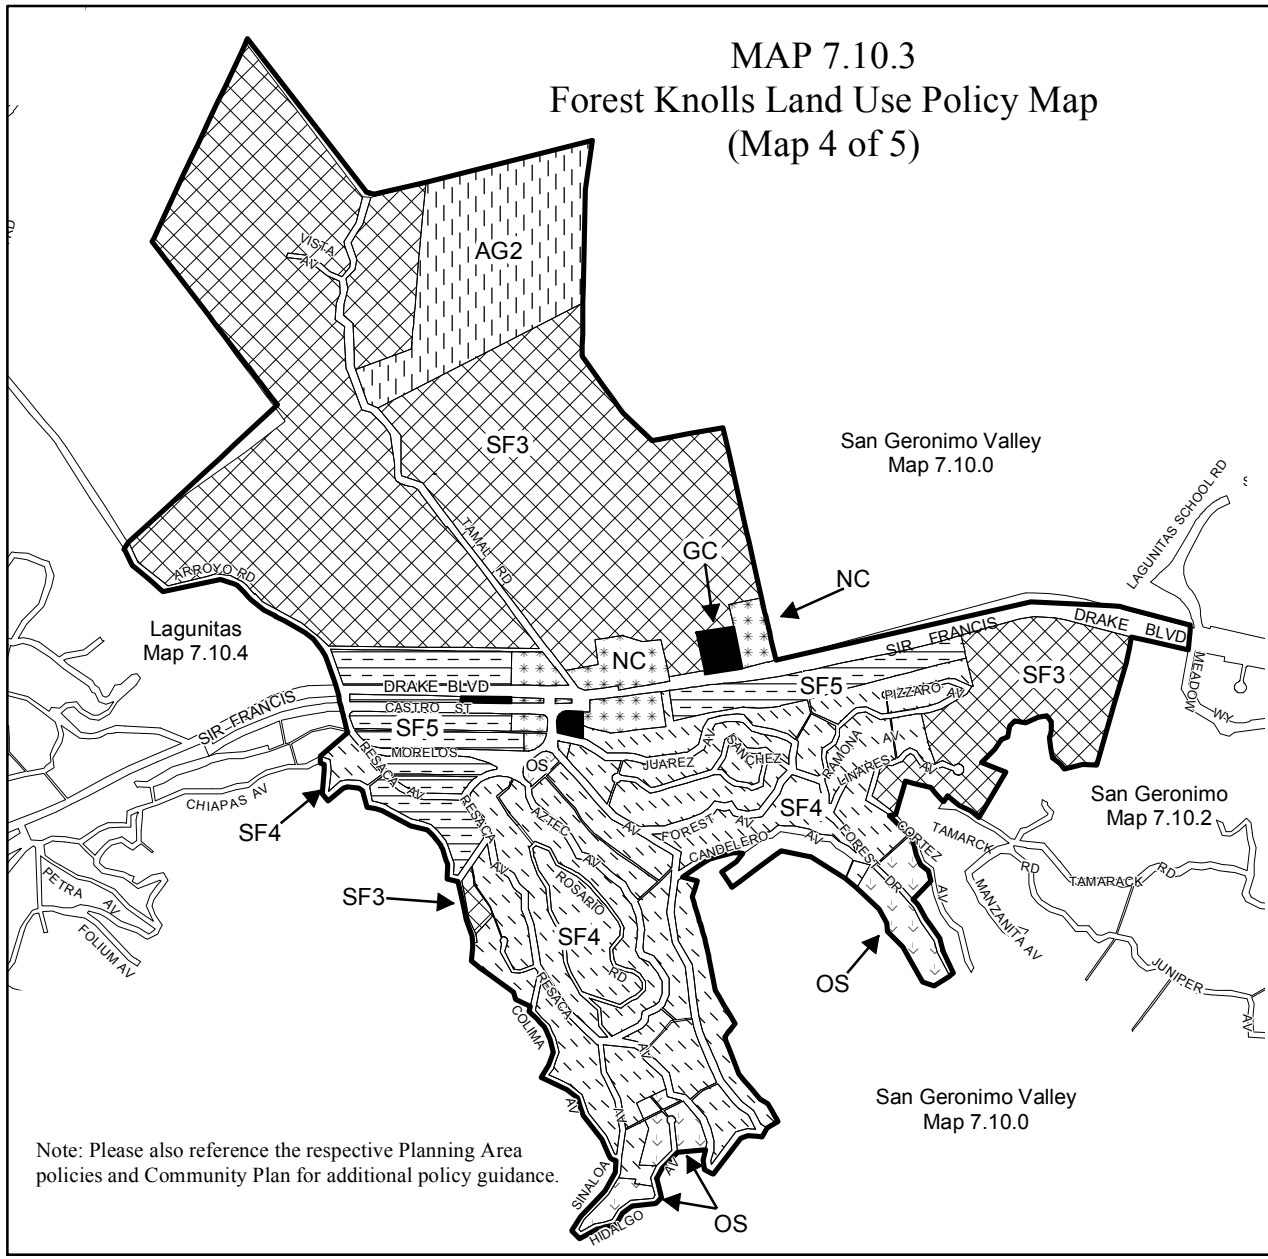 MAP 7.10.3
Forest Knolls Land Use Policy Map
(Map 4 of 5)
VISTA
AV
AG2
SF3
San Geronimo Valley
Map 7.10.0
LAGUNITAS SCHOOL RD
TAMAL RD
GC
NC
ARROYO RD
Lagunitas
Map 7.10.4
NC
SIR FRANCIS
DRAKE BLVD
SF3
MEADOW
WY
DRAKE BLVD
CASTRO ST
SF5
MORELOS
SF5
PIZZARO AV
SIR FRANCIS
RESACA AV
OS
JUAREZ
AV
SANCHEZ
RAMONA
AV
LINARES
AV
CHIAPAS AV
SF4
RESACA
AV
AZTEC
AV
AV
FOREST
AV
CANDELERO
AV
SF4
FOREST
DR
CORTEZ
AV
San Geronimo
Map 7.10.2
TAMARCK
RD
TAMARACK
RD
MANZANITA AV
JUNIPER
AV
PETRA
AV
FOLIUM AV
SF3
ROSARIO
RD
SF4
RESACA
AV
OS
COLIMA
AV
AV
San Geronimo Valley
Map 7.10.0
Note: Please also reference the respective Planning Area
policies and Community Plan for additional policy guidance.
SINALOA
HIDALGO
AV
OS